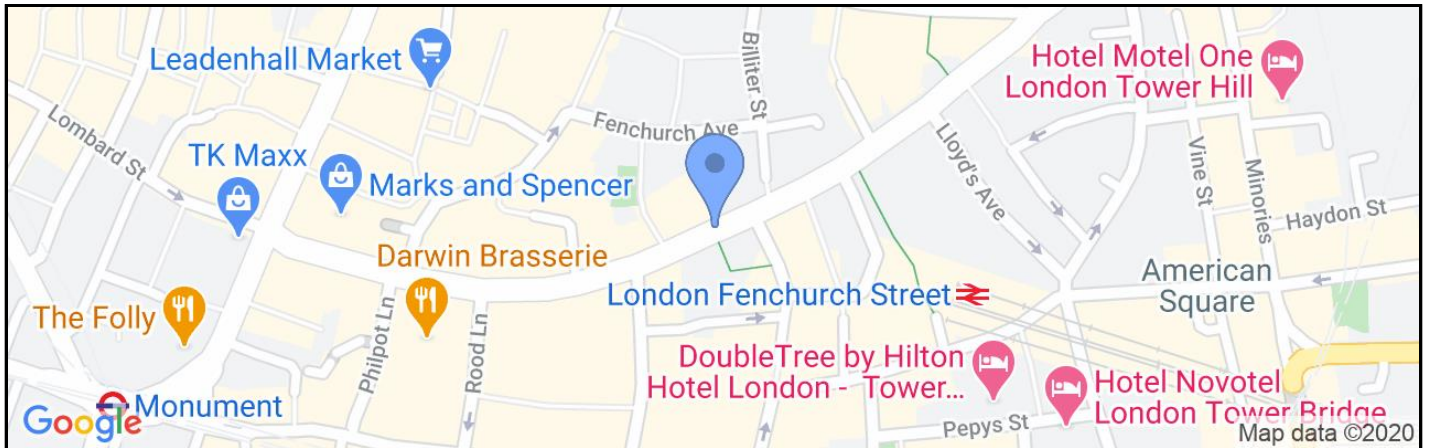 Leadenhall Market
Billiter St
Hotel Motel One
London Tower Hill
Lombard St
Fenchurch Ave
TK Maxx
Marks and Spencer
Lloyd's Ave
Vine St
Minories
Haydon St
Darwin Brasserie
American
Square
London Fenchurch Street
The Folly
Philpot Ln
Rood Ln
DoubleTree by Hilton
Hotel London - Tower...
Hotel Novotel
London Tower Bridge
Monument
Google
Pepys St
Map data ©2020